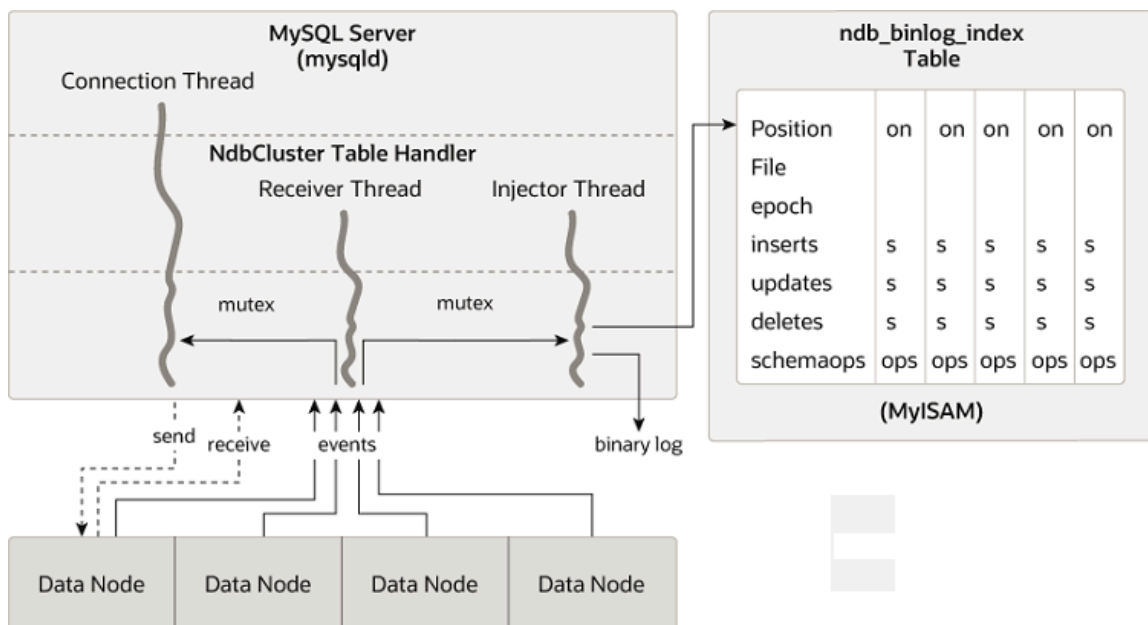 MySQL Server
(mysqld)
Connection Thread
NdbCluster Table Handler
Receiver Thread
Injector Thread
mutex
mutex
send
receive
events
binary log
Data Node
Data Node
Data Node
Data Node
ndb_binlog_index
Table
Position on on on on on
File
epoch
inserts s s s s s
updates s s s s s
deletes s s s s s
schemaops ops ops ops ops ops
(MyISAM)